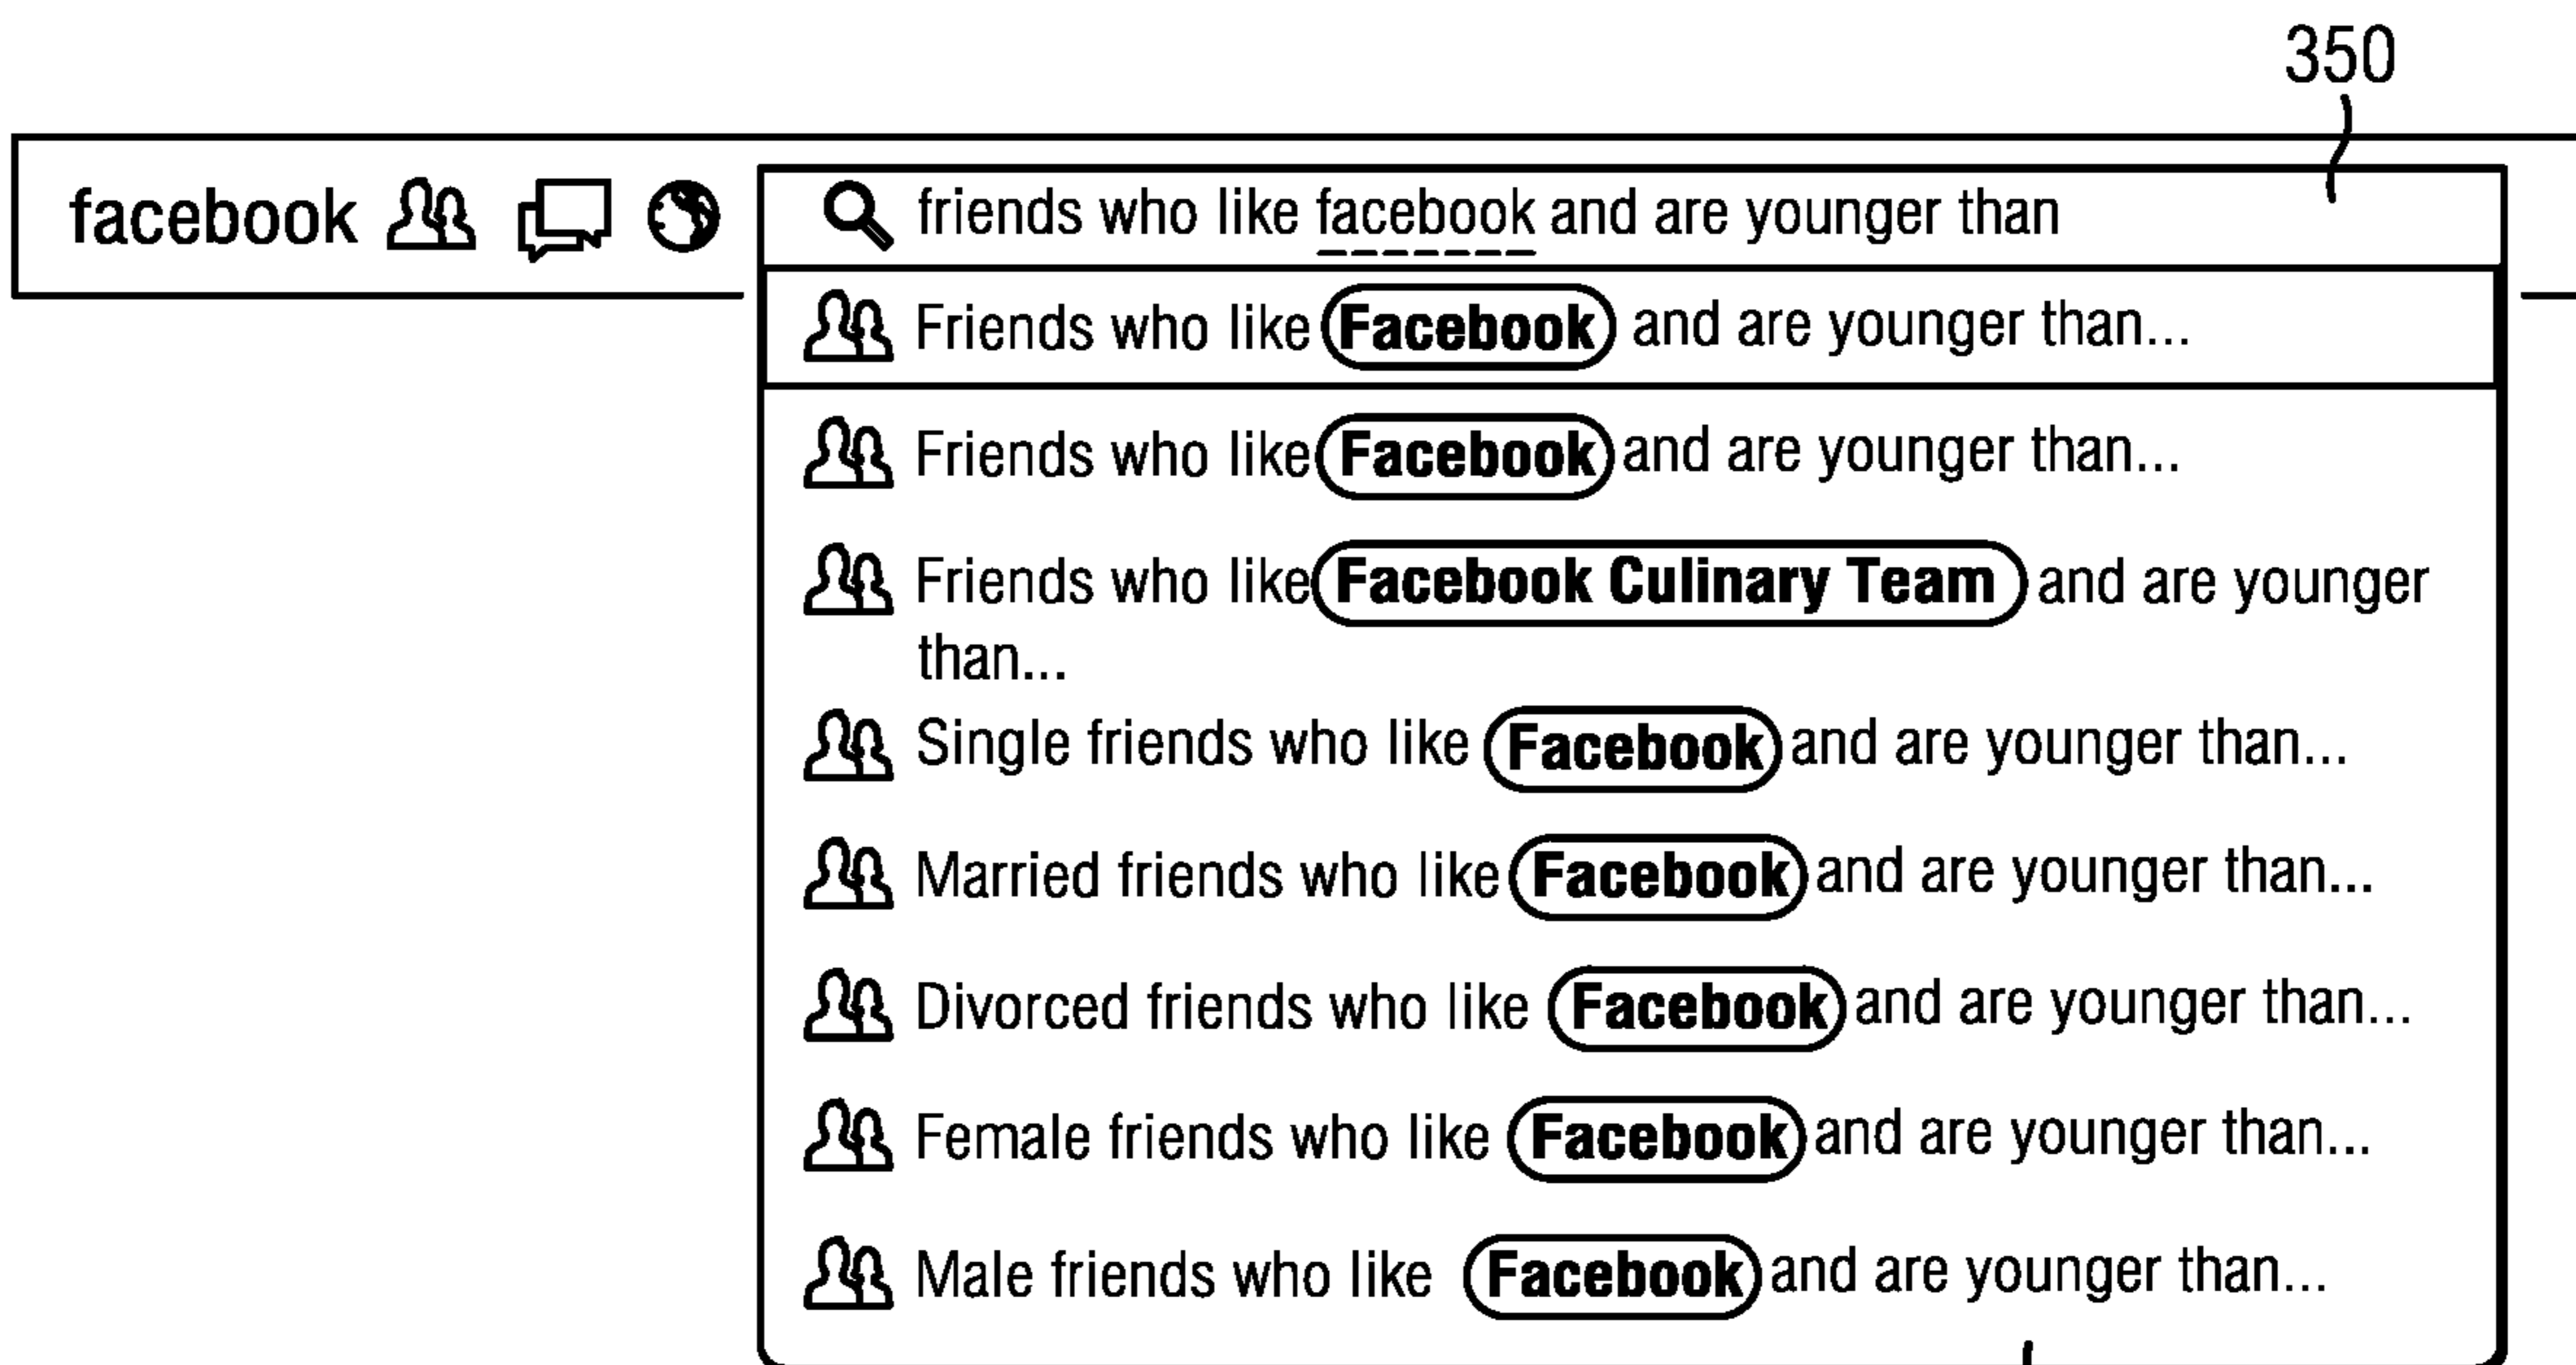 350
facebook
friends who like facebook and are younger than
Friends who like Facebook and are younger than...
Friends who like Facebook and are younger than...
Friends who like Facebook Culinary Team and are younger
than...
Single friends who like Facebook and are younger than...
Married friends who like Facebook and are younger than...
Divorced friends who like Facebook and are younger than...
Female friends who like Facebook and are younger than...
Male friends who like Facebook and are younger than...